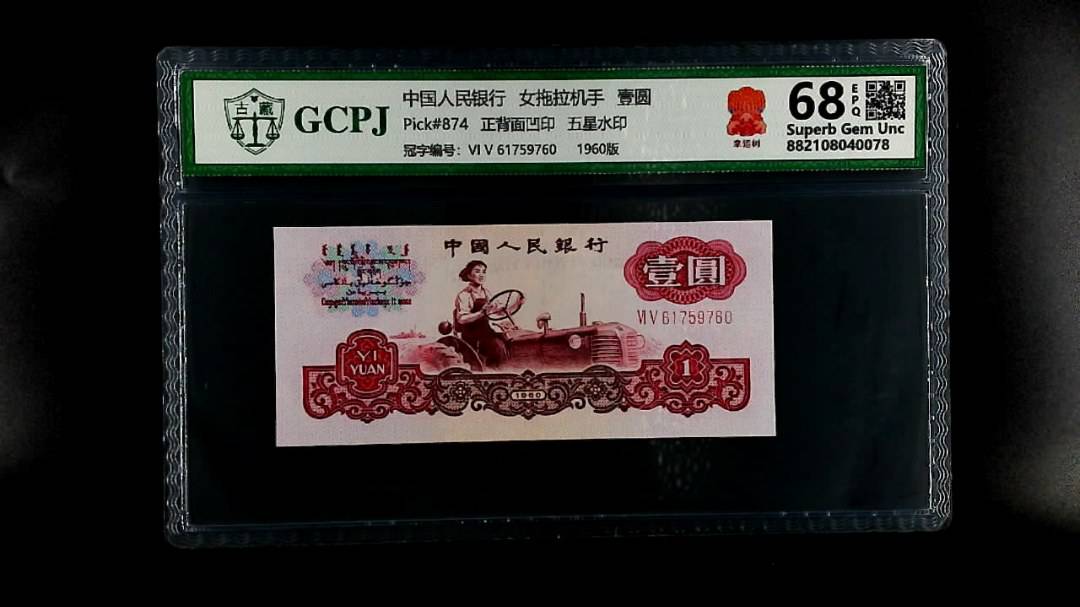 古 藏
GCPJ
中国人民银行 女拖拉机手 壹圆
Pick#874 正背面凹印 五星水印
冠字编号: VI V 61759760 1960版
幸运树
68 EPQ
Superb Gem Unc
882108040078
中國人民銀行
壹圓
VI V 61759760
YI
YUAN
1
1960